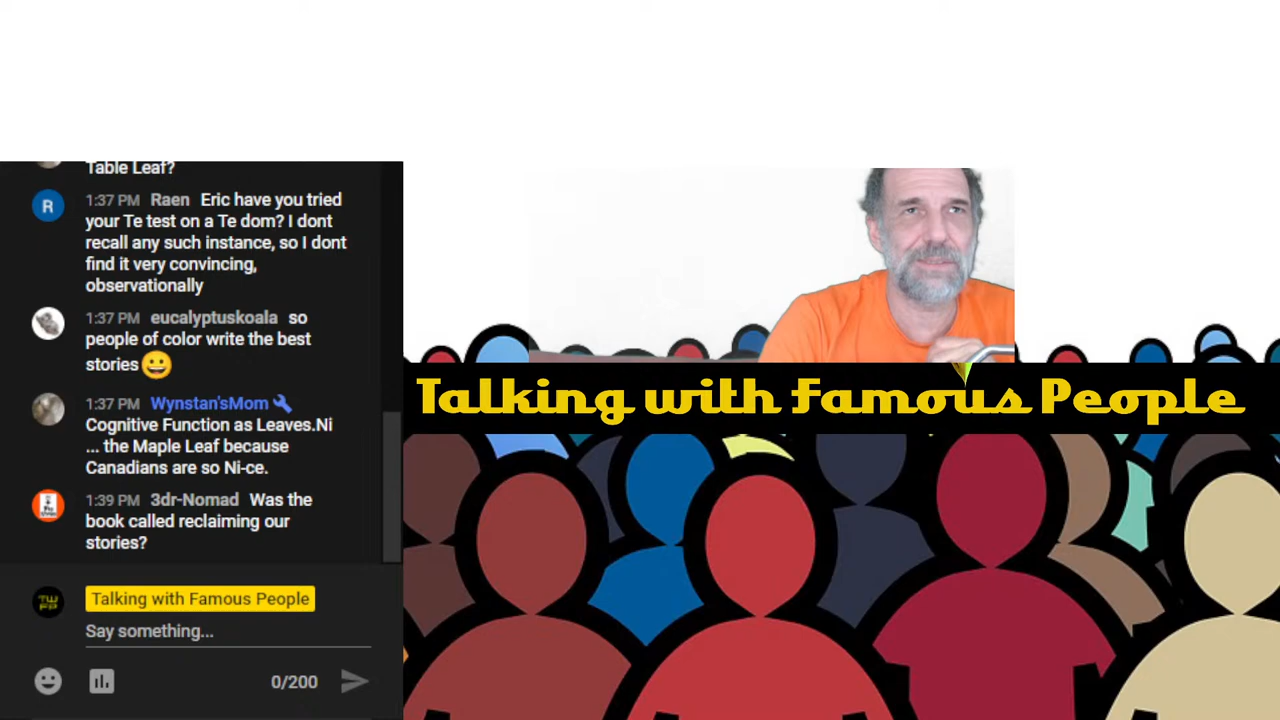 Table Leaf?
R
1:37 PM Raen Eric have you tried
your Te test on a Te dom? I dont
recall any such instance, so I dont
find it very convincing,
observationally
1:37 PM eucalyptuskoala so
people of color write the best
stories😀
1:37 PM Wynstan'sMom
Cognitive Function as Leaves.Ni
... the Maple Leaf because
Canadians are so Ni-ce.
1:39 PM 3dr-Nomad Was the
book called reclaiming our
stories?
TW
FP
Talking with Famous People
Say something...
0/200
Talking with Famous People